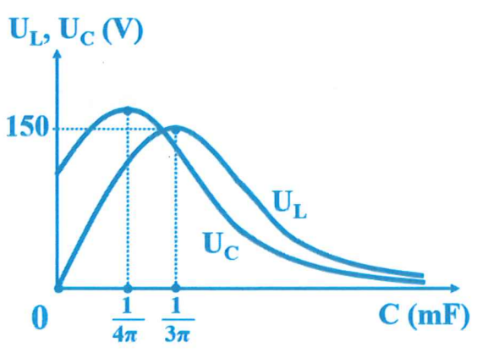 U_L, U_C (V)
150
U_L
U_C
0
1/4π
1/3π
C (mF)